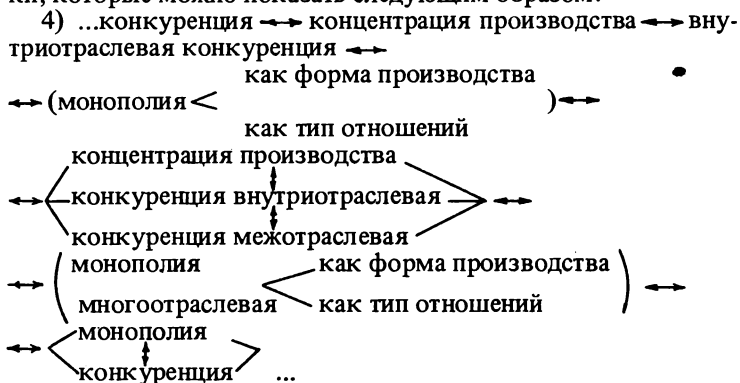 ки, которые можно показать следующим образом:
4) ...конкуренция ↔ концентрация производства ↔ вну-
триотраслевая конкуренция ↔
как форма производства
↔ (монополия < )↔
как тип отношений
концентрация производства
↔ конкуренция внутриотраслевая ↔
конкуренция межотраслевая
монополия как форма производства
↔ ( < ) ↔
многоотраслевая как тип отношений
монополия
↔ < ↕ >
конкуренция ...